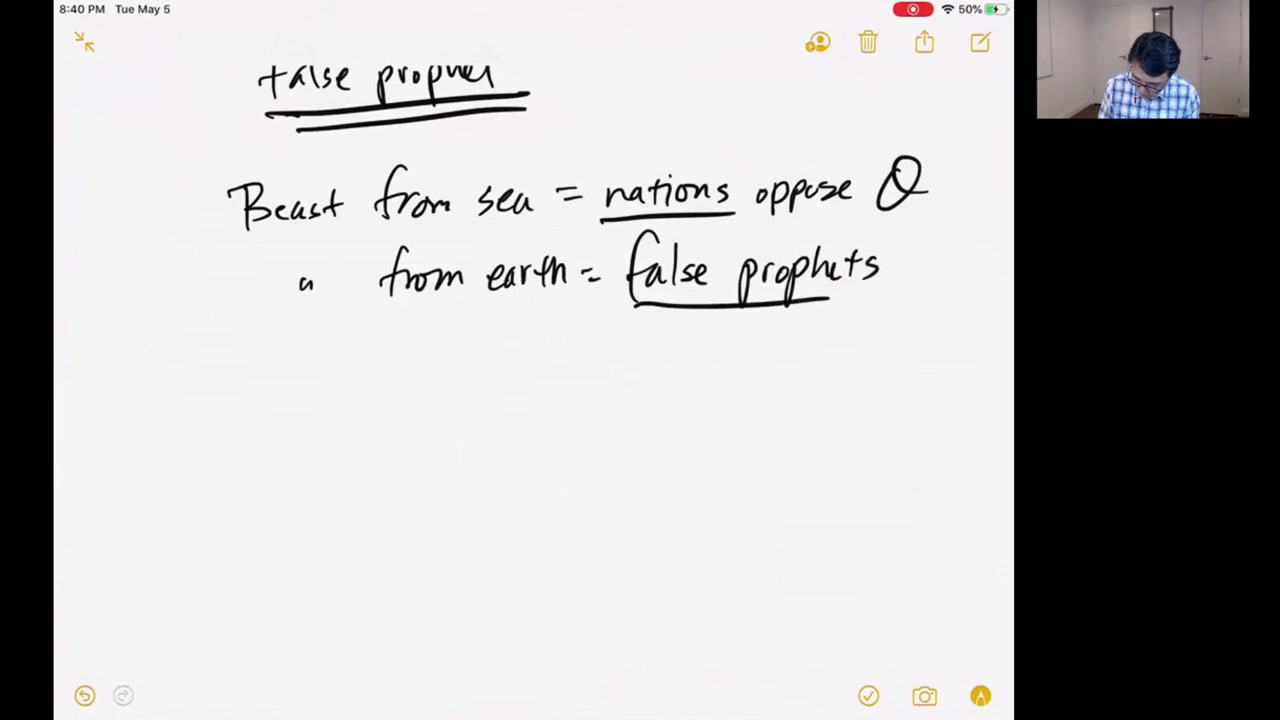 8:40 PM Tue May 5
50%
false prophet
Beast from sea = nations oppose
" from earth = false prophets